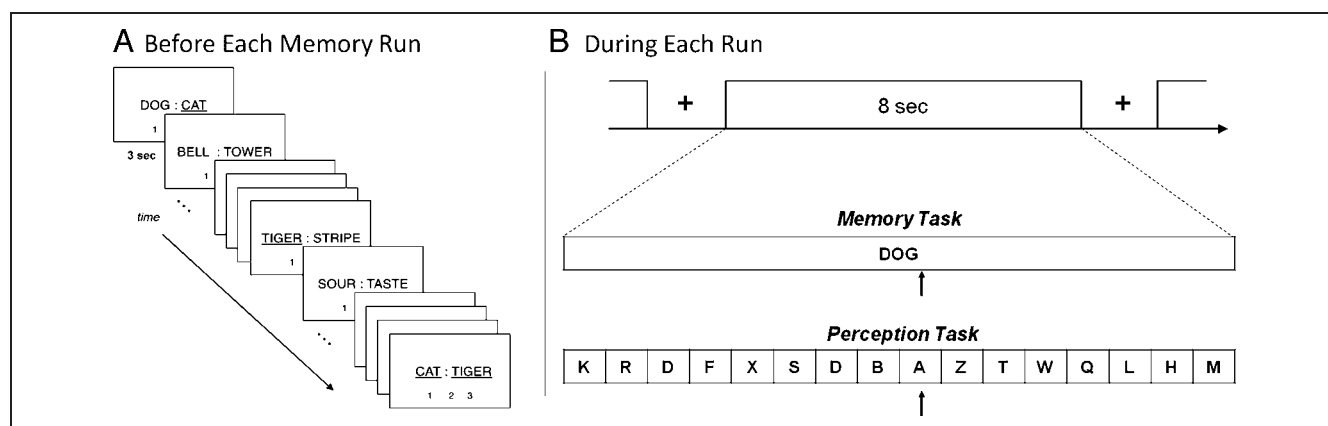 A Before Each Memory Run
DOG : CAT
1
3 sec
BELL : TOWER
1
time
TIGER : STRIPE
1
SOUR : TASTE
1
CAT : TIGER
1 2 3
B During Each Run
+ 8 sec +
Memory Task
DOG
Perception Task
K R D F X S D B A Z T W Q L H M